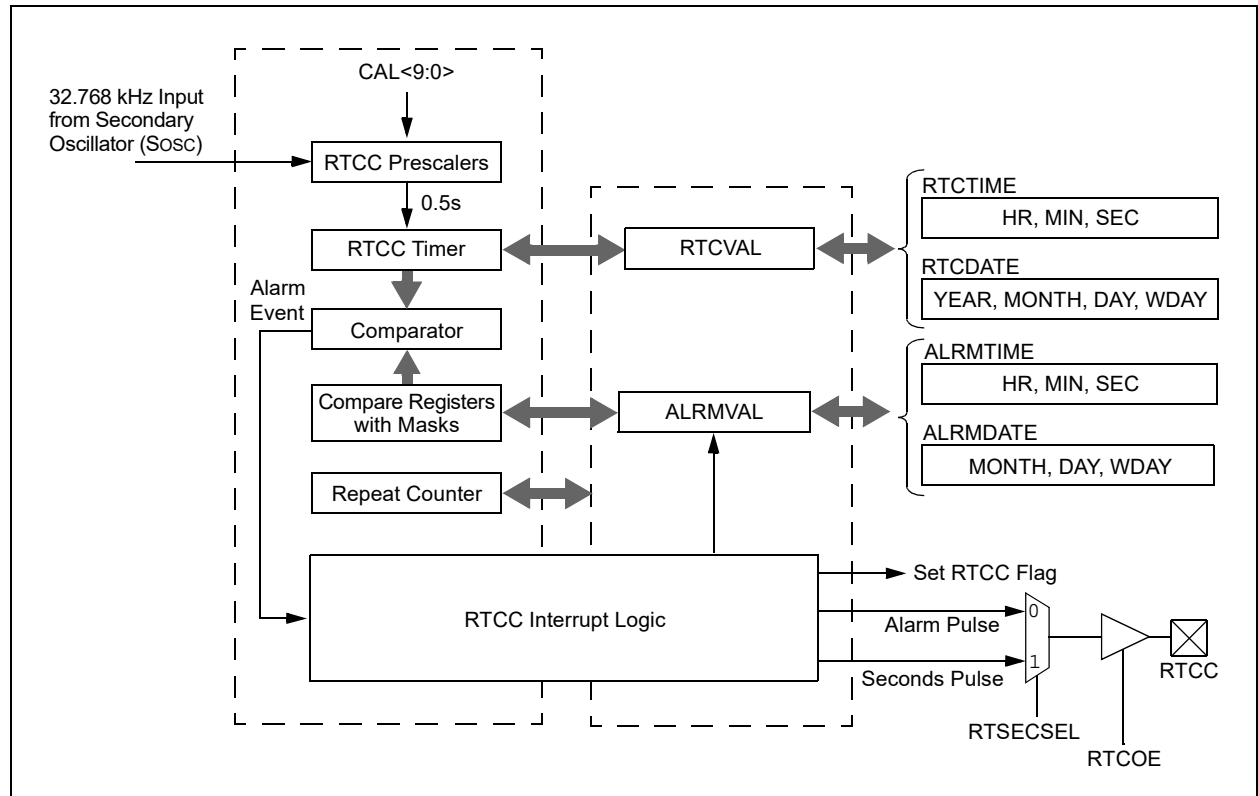 CAL<9:0>
32.768 kHz Input
from Secondary
Oscillator (SOSC)
RTCC Prescalers
0.5s
RTCC Timer
RTCVAL
RTCTIME
HR, MIN, SEC
RTCDATE
YEAR, MONTH, DAY, WDAY
Alarm
Event
Comparator
Compare Registers
with Masks
ALRMVAL
ALRMTIME
HR, MIN, SEC
ALRMDATE
MONTH, DAY, WDAY
Repeat Counter
RTCC Interrupt Logic
Set RTCC Flag
Alarm Pulse
0
Seconds Pulse
1
RTCC
RTSECSEL
RTCOE